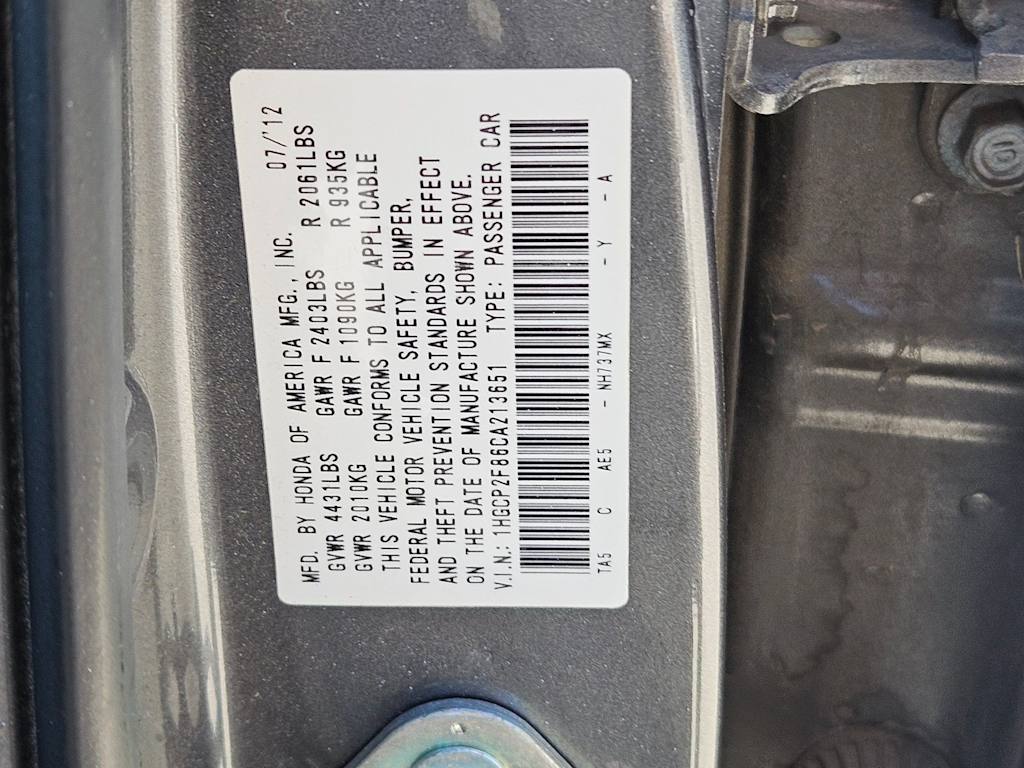 MFD. BY HONDA OF AMERICA MFG., INC. 07/'12
GVWR 4431LBS GAWR F 2403LBS R 2061LBS
GVWR 2010KG GAWR F 1090KG R 935KG
THIS VEHICLE CONFORMS TO ALL APPLICABLE
FEDERAL MOTOR VEHICLE SAFETY, BUMPER,
AND THEFT PREVENTION STANDARDS IN EFFECT
ON THE DATE OF MANUFACTURE SHOWN ABOVE.
V.I.N.: 1HGCP2F86CA213651 TYPE: PASSENGER CAR
TA5 C AE5 - NH737MX - Y - A